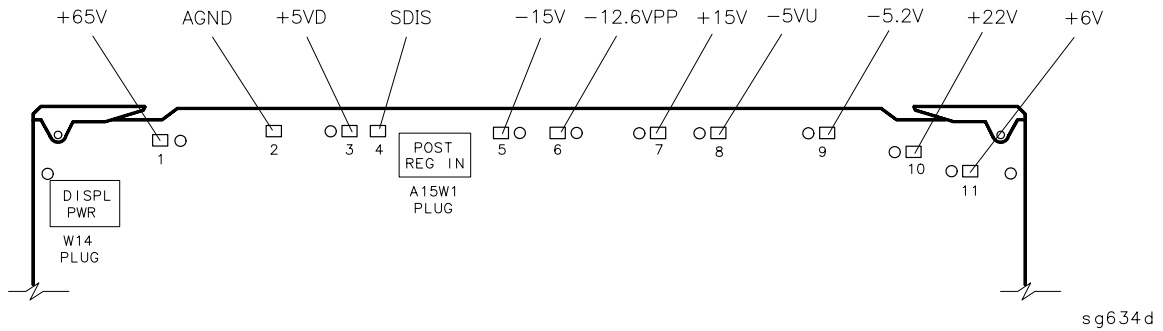 +65V AGND +5VD SDIS −15V −12.6VPP +15V −5VU −5.2V +22V +6V
1 2 3 4 5 6 7 8 9 10 11
POST
REG IN
A15W1
PLUG
DISPL
PWR
W14
PLUG
sg634d